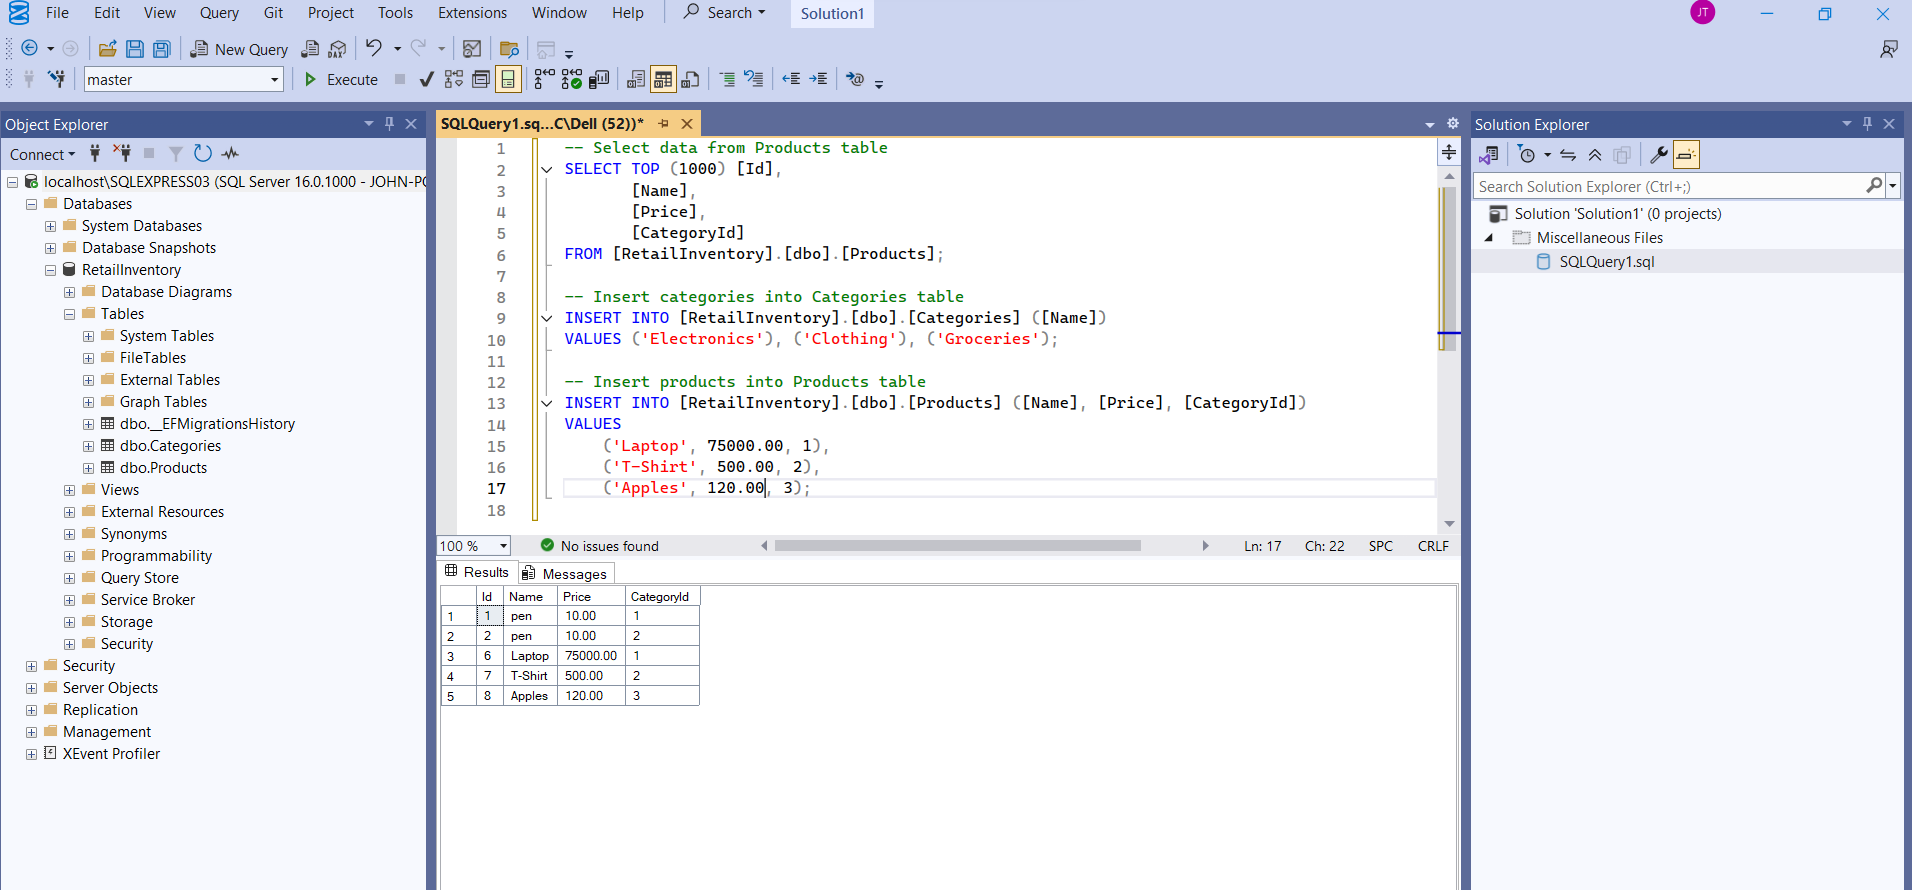 File Edit View Query Git Project Tools Extensions Window Help Search Solution1 JT
New Query DAX
master Execute
Object Explorer
Connect
localhost\SQLEXPRESS03 (SQL Server 16.0.1000 - JOHN-P
Databases
System Databases
Database Snapshots
RetailInventory
Database Diagrams
Tables
System Tables
FileTables
External Tables
Graph Tables
dbo.__EFMigrationsHistory
dbo.Categories
dbo.Products
Views
External Resources
Synonyms
Programmability
Query Store
Service Broker
Storage
Security
Security
Server Objects
Replication
Management
XEvent Profiler
SQLQuery1.sq...C\Dell (52))*
1 -- Select data from Products table
2 SELECT TOP (1000) [Id],
3 [Name],
4 [Price],
5 [CategoryId]
6 FROM [RetailInventory].[dbo].[Products];
7
8 -- Insert categories into Categories table
9 INSERT INTO [RetailInventory].[dbo].[Categories] ([Name])
10 VALUES ('Electronics'), ('Clothing'), ('Groceries');
11
12 -- Insert products into Products table
13 INSERT INTO [RetailInventory].[dbo].[Products] ([Name], [Price], [CategoryId])
14 VALUES
15 ('Laptop', 75000.00, 1),
16 ('T-Shirt', 500.00, 2),
17 ('Apples', 120.00, 3);
18
100 % No issues found Ln: 17 Ch: 22 SPC CRLF
Results Messages
Id Name Price CategoryId
1 1 pen 10.00 1
2 2 pen 10.00 2
3 6 Laptop 75000.00 1
4 7 T-Shirt 500.00 2
5 8 Apples 120.00 3
Solution Explorer
Search Solution Explorer (Ctrl+;)
Solution 'Solution1' (0 projects)
Miscellaneous Files
SQLQuery1.sql